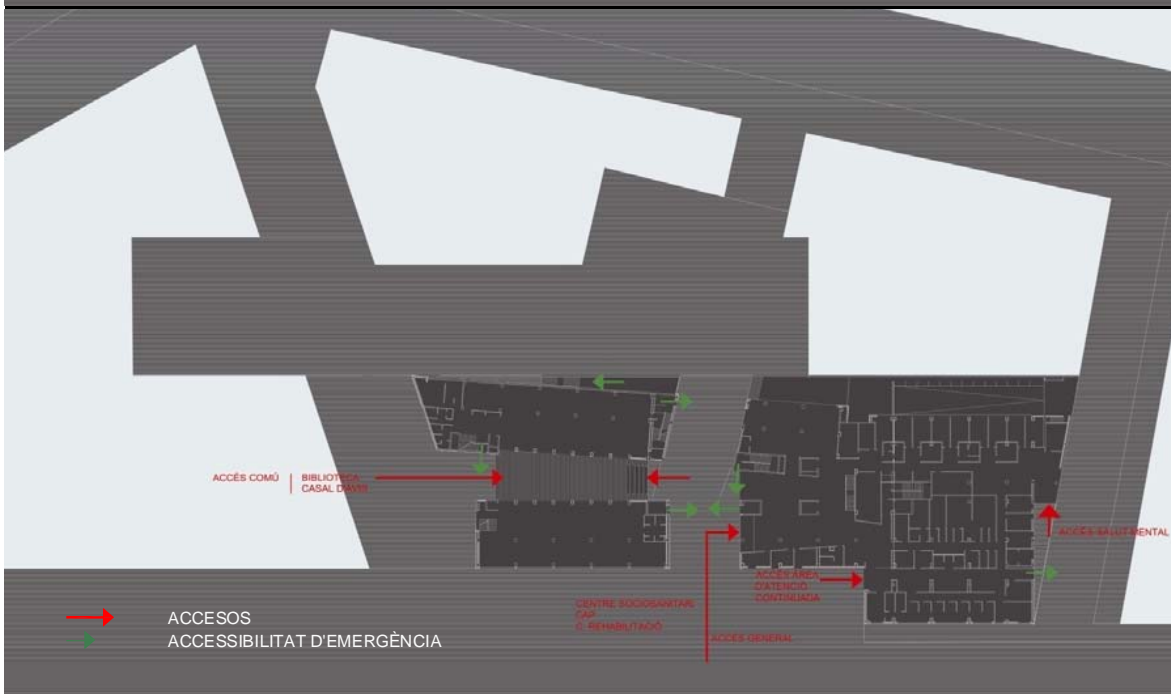 ACCÉS COMÚ
BIBLIOTECA
CASAL D'AVIS
ACCÉS SALUT MENTAL
ACCÉS ÀREA
D'ATENCIÓ
CONTINUADA
CENTRE SOCIOSANITARI
CAP
C. REHABILITACIÓ
ACCÉS GENERAL
ACCESOS
ACCESSIBILITAT D'EMERGÈNCIA